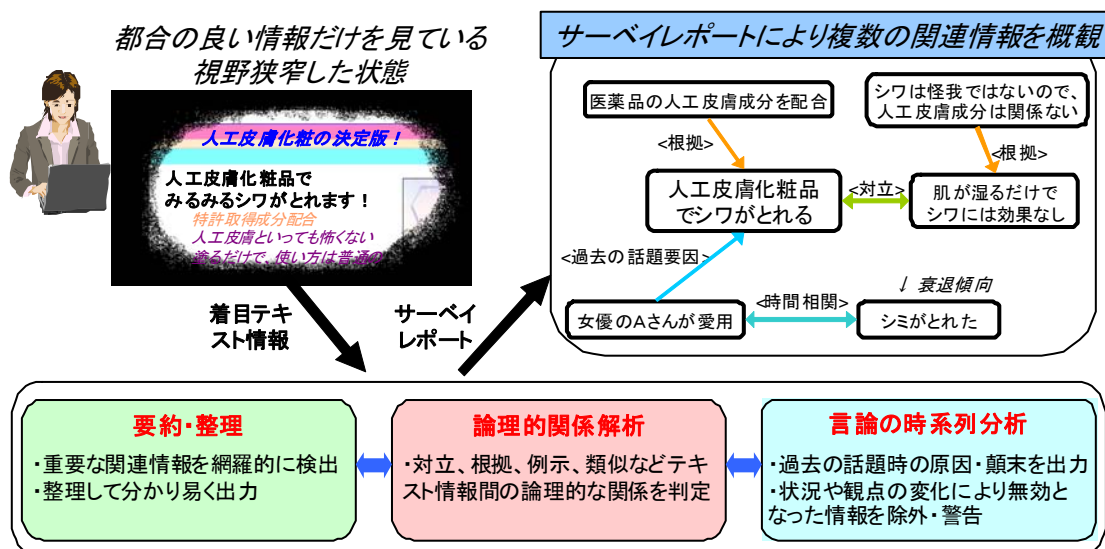 都合の良い情報だけを見ている
視野狭窄した状態
人工皮膚化粧の決定版！
人工皮膚化粧品で
みるみるシワがとれます！
特許取得成分配合
人工皮膚といっても怖くない
塗るだけで、使い方は普通の
着目テキ
スト情報
サーベイ
レポート
サーベイレポートにより複数の関連情報を概観
医薬品の人工皮膚成分を配合
シワは怪我ではないので、
人工皮膚成分は関係ない
<根拠>
<根拠>
人工皮膚化粧品
でシワがとれる
<対立>
肌が湿るだけで
シワには効果なし
<過去の話題要因>
↓ 衰退傾向
女優のAさんが愛用
<時間相関>
シミがとれた
要約・整理
・重要な関連情報を網羅的に検出
・整理して分かり易く出力
論理的関係解析
・対立、根拠、例示、類似などテキ
スト情報間の論理的な関係を判定
言論の時系列分析
・過去の話題時の原因・顛末を出力
・状況や観点の変化により無効と
なった情報を除外・警告